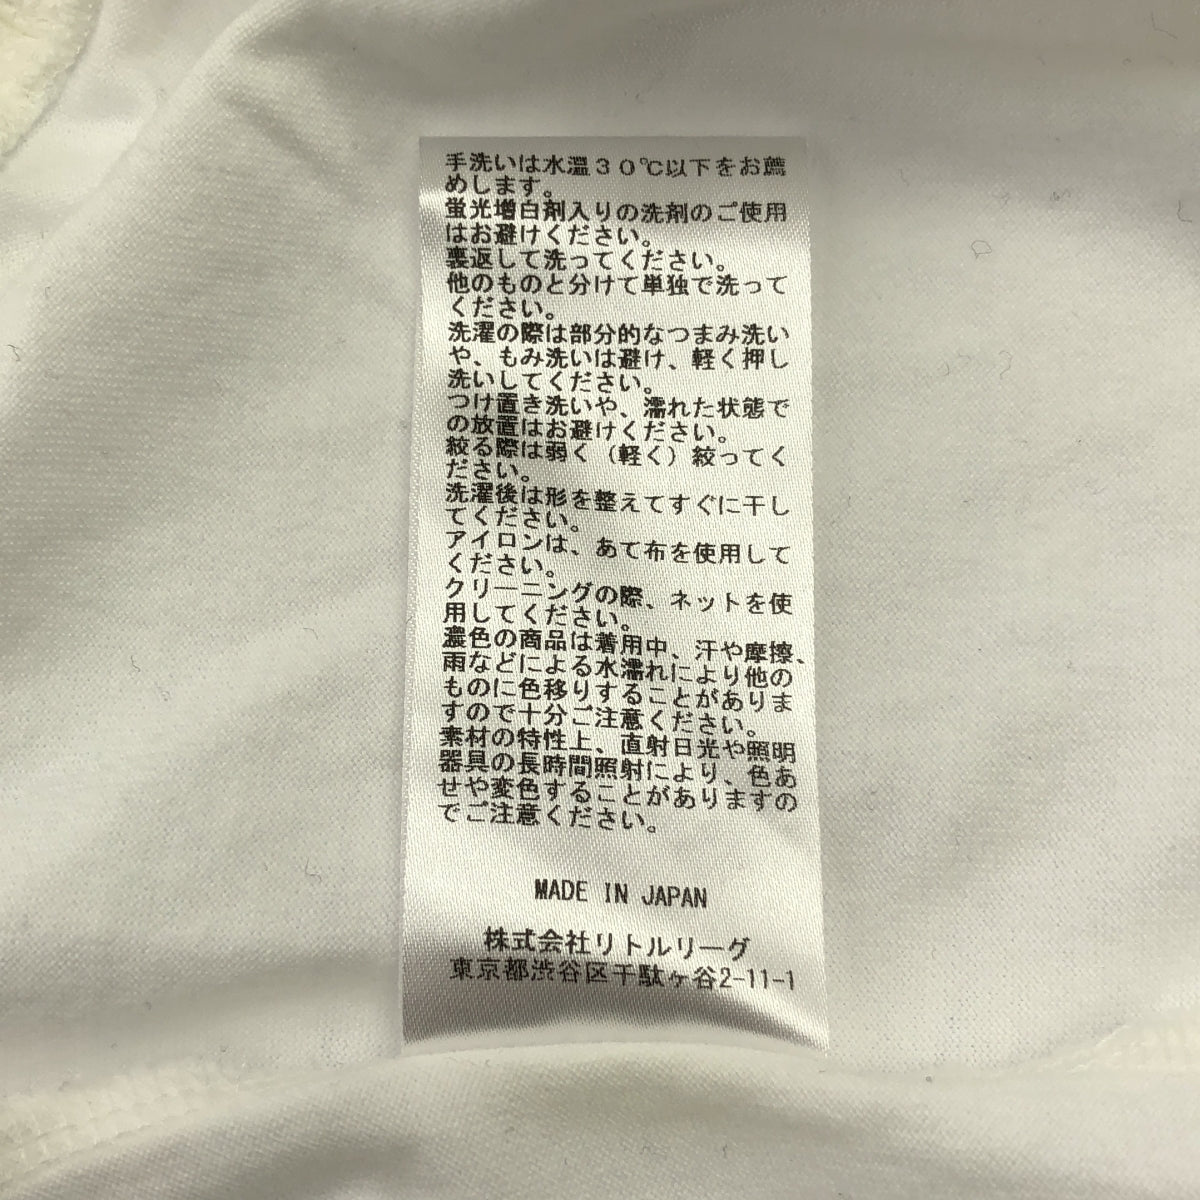 手洗いは水温３０℃以下をお薦
めします。
蛍光増白剤入りの洗剤のご使用
はお避けください。
裏返して洗ってください。
他のものと分けて単独で洗って
ください。
洗濯の際は部分的なつまみ洗い
や、もみ洗いは避け、軽く押し
洗いしてください。
つけ置き洗いや、濡れた状態で
の放置はお避けください。
絞る際は弱く（軽く）絞ってく
ださい。
洗濯後は形を整えてすぐに干し
てください。
アイロンは、あて布を使用して
ください。
クリーニングの際、ネットを使
用してください。
濃色の商品は着用中、汗や摩擦、
雨などによる水濡れにより他の
ものに色移りすることがありま
すので十分ご注意ください。
素材の特性上、直射日光や照明
器具の長時間照射により、色あ
せや変色することがありますの
でご注意ください。
MADE IN JAPAN
株式会社リトルリーグ
東京都渋谷区千駄ヶ谷2-11-1